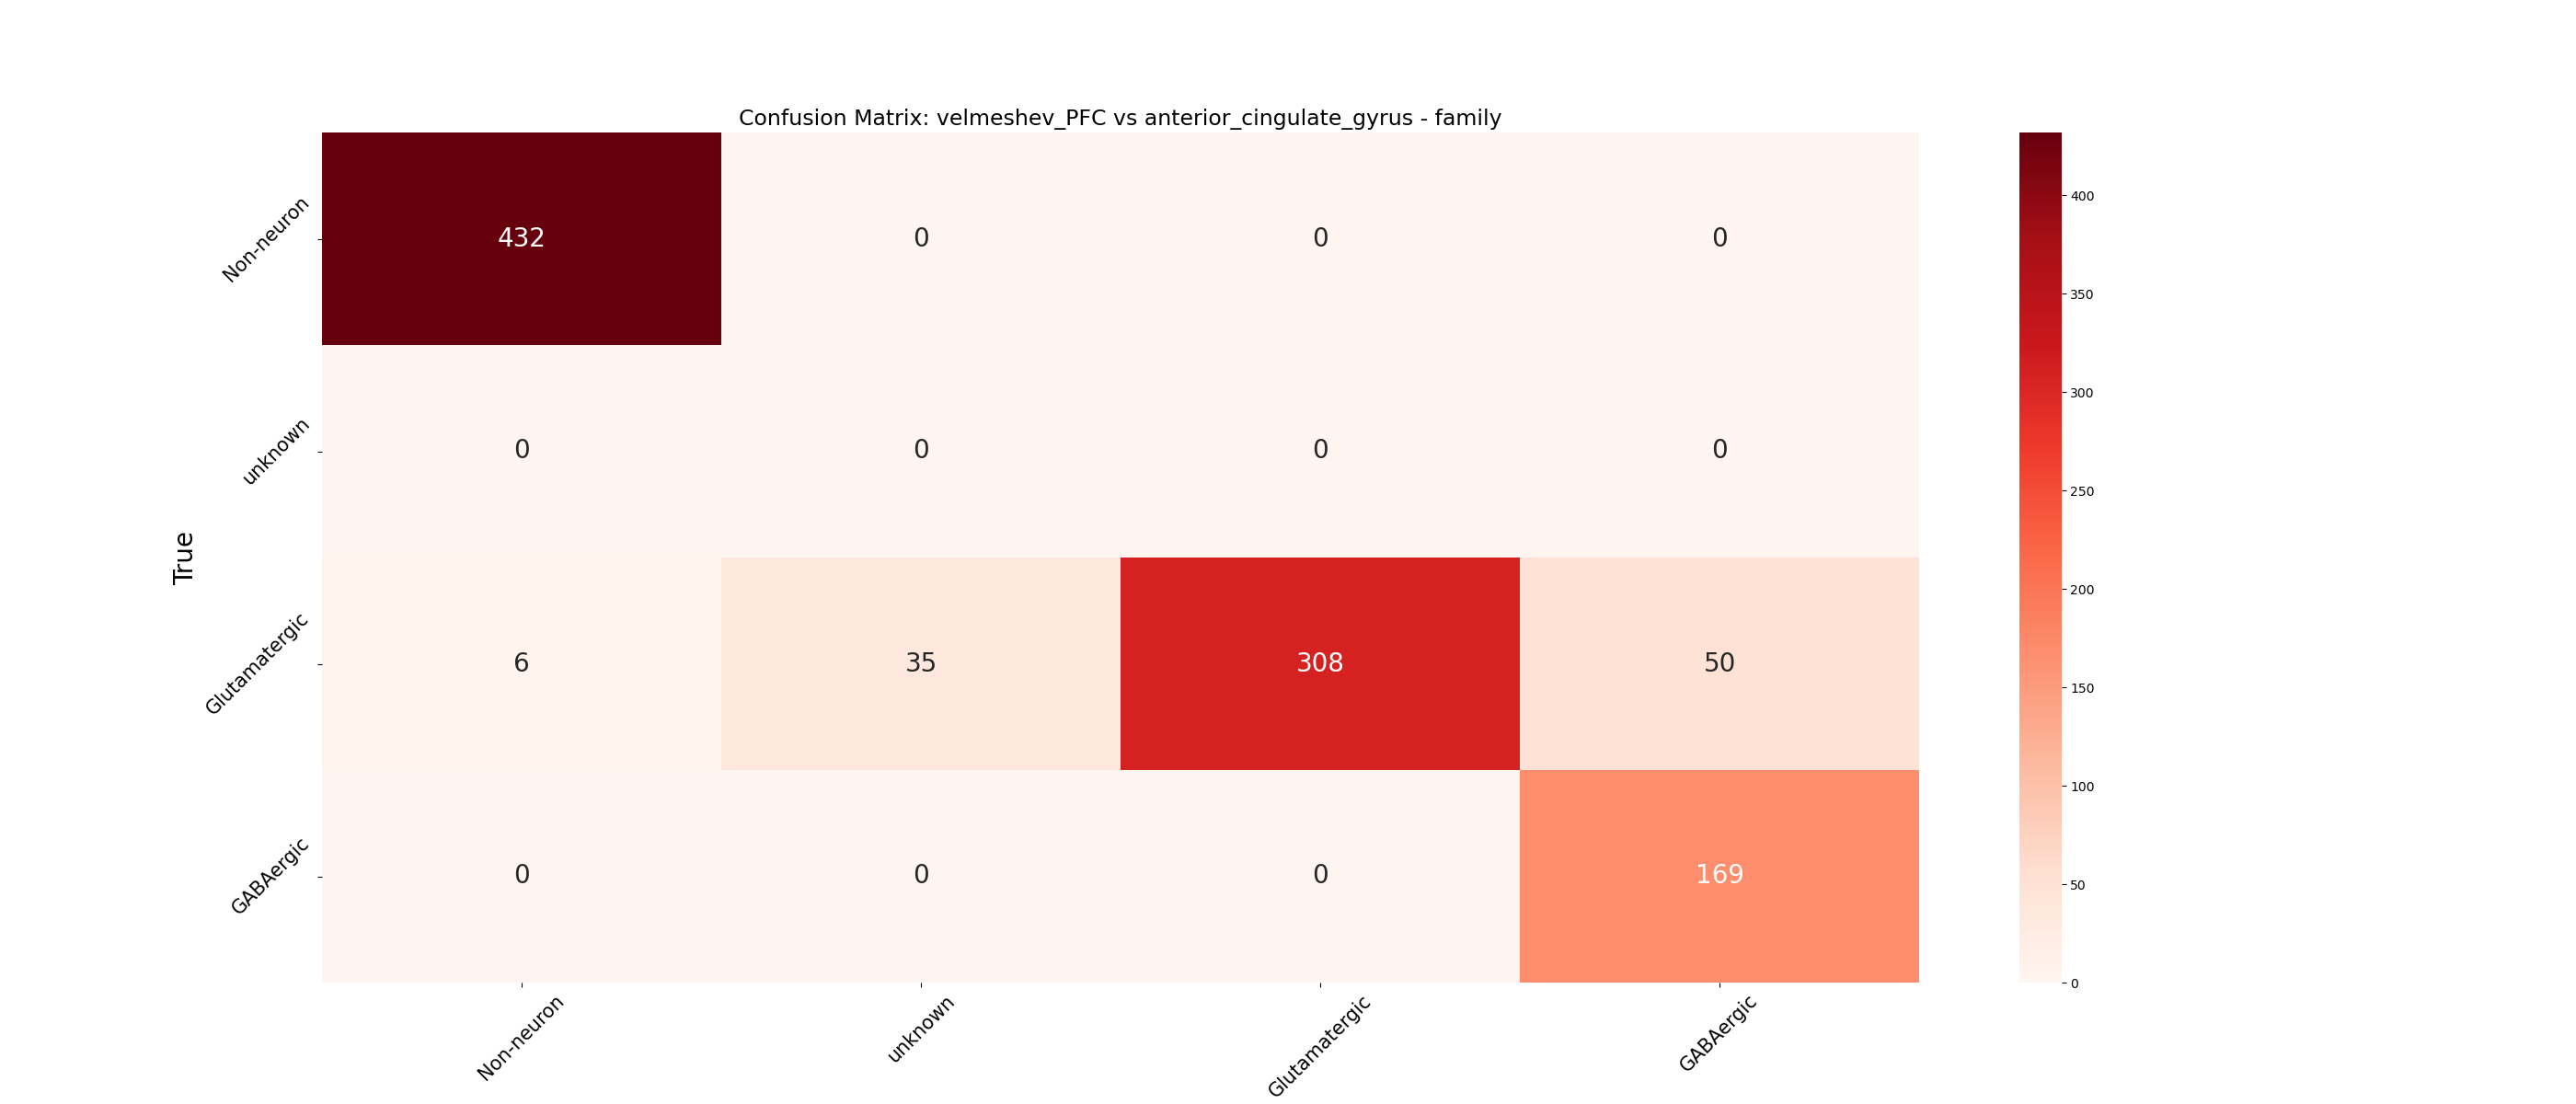 Confusion Matrix: velmeshev_PFC vs anterior_cingulate_gyrus - family
True
Non-neuron
432 0 0 0
unknown
0 0 0 0
Glutamatergic
6 35 308 50
GABAergic
0 0 0 169
Non-neuron unknown Glutamatergic GABAergic
400
350
300
250
200
150
100
50
0